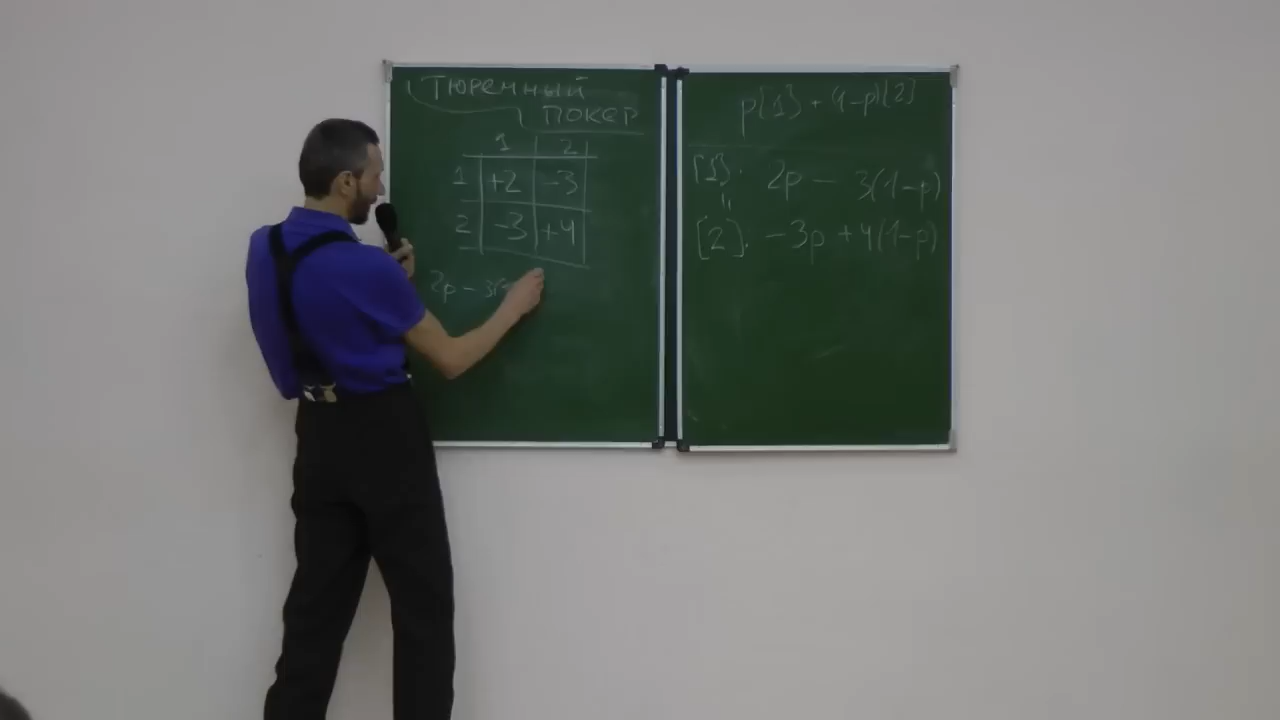 Тюремный
покер
1 2
1 +2 -3
2 -3 +4
2p - 3(
p[1] + (1-p)[2]
[1]: 2p - 3(1-p)
"
[2]: -3p + 4(1-p)